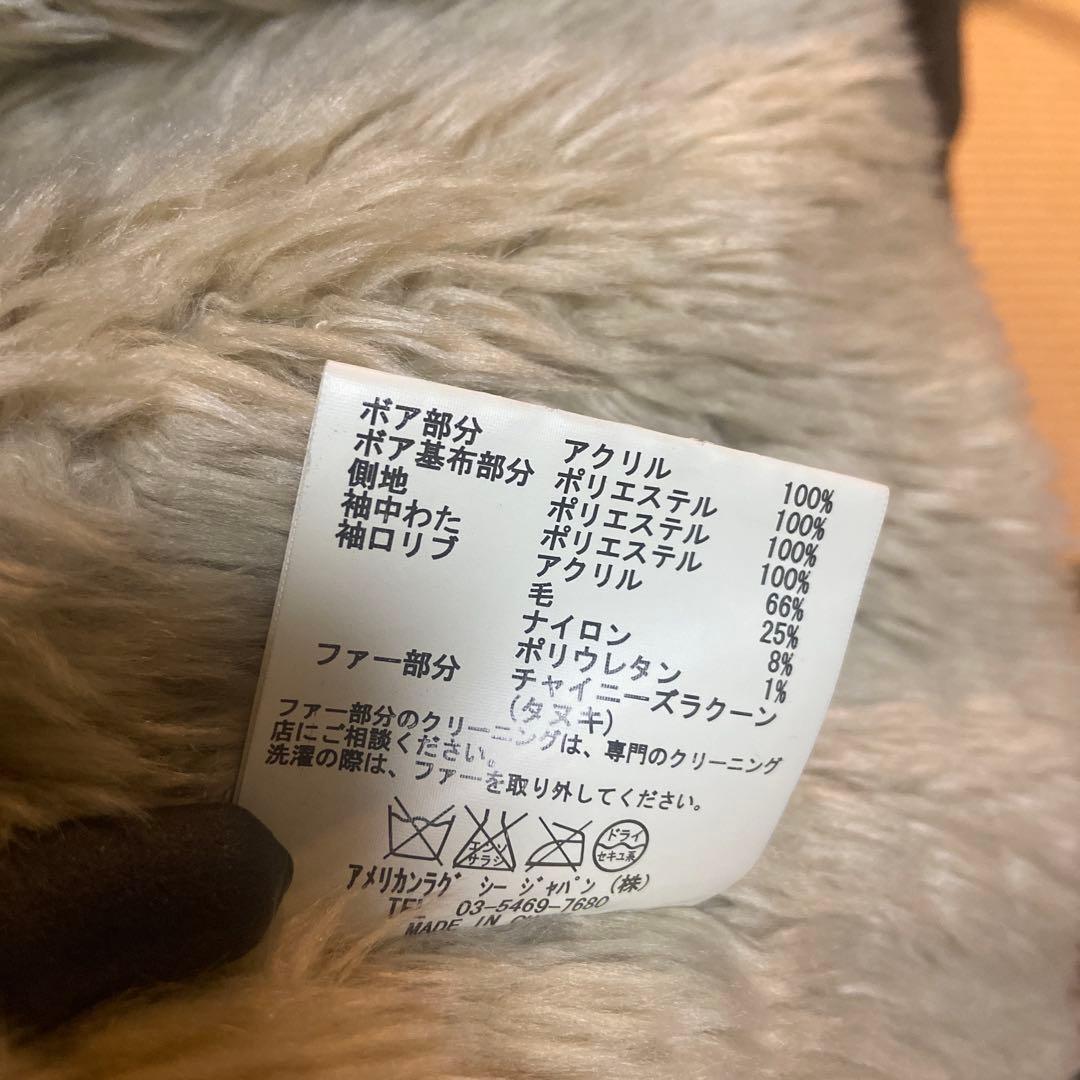 ボア部分 アクリル 100%
ボア基布部分 ポリエステル 100%
側地 ポリエステル 100%
袖中わた ポリエステル 100%
袖口リブ アクリル 66%
毛 25%
ナイロン 8%
ポリウレタン 1%
ファー部分 チャイニーズラクーン
(タヌキ)
ファー部分のクリーニングは、専門のクリーニング
店にご相談ください。
洗濯の際は、ファーを取り外してください。
エンソ サラシ ドライ セキユ系
アメリカンラグ シー ジャパン (株)
TEL 03-5469-7680
MADE IN